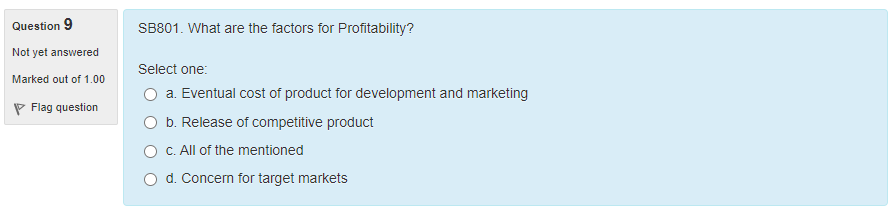 Question 9
Not yet answered
Marked out of 1.00
Flag question
SB801. What are the factors for Profitability?
Select one:
a. Eventual cost of product for development and marketing
b. Release of competitive product
c. All of the mentioned
d. Concern for target markets